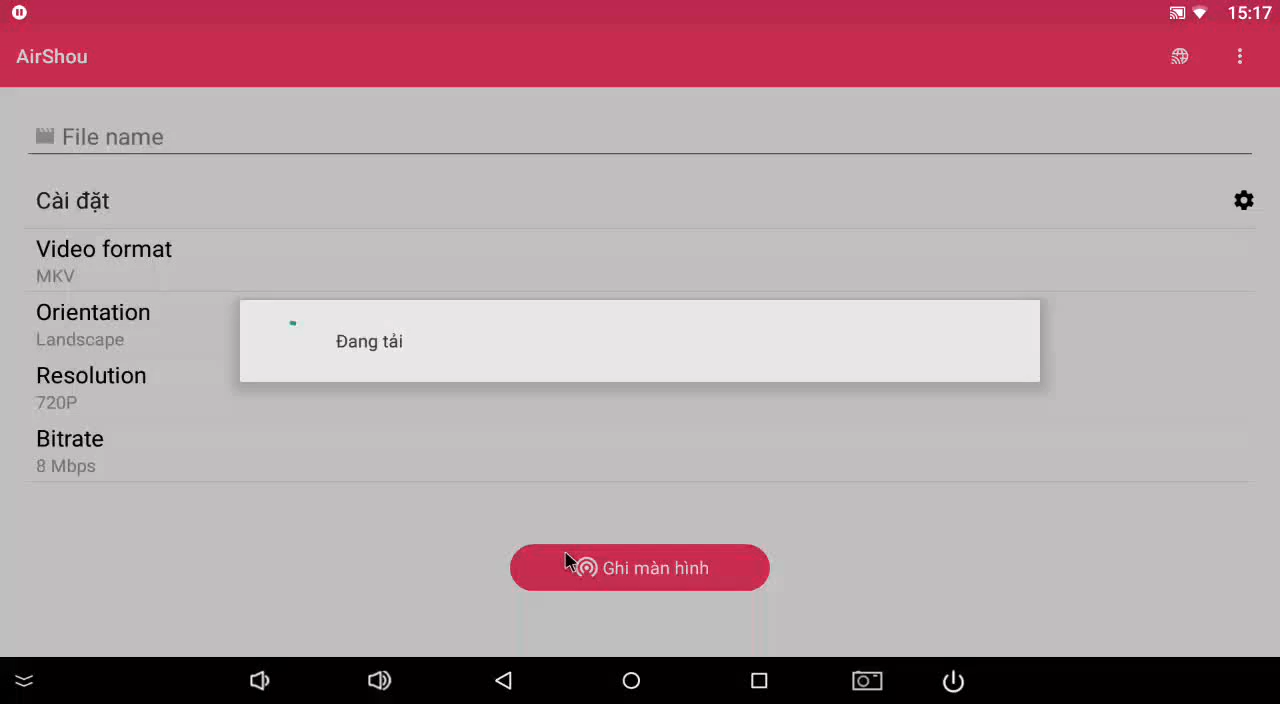 15:17
AirShou
File name
Cài đặt
Video format
MKV
Orientation
Landscape
Đang tải
Resolution
720P
Bitrate
8 Mbps
Ghi màn hình